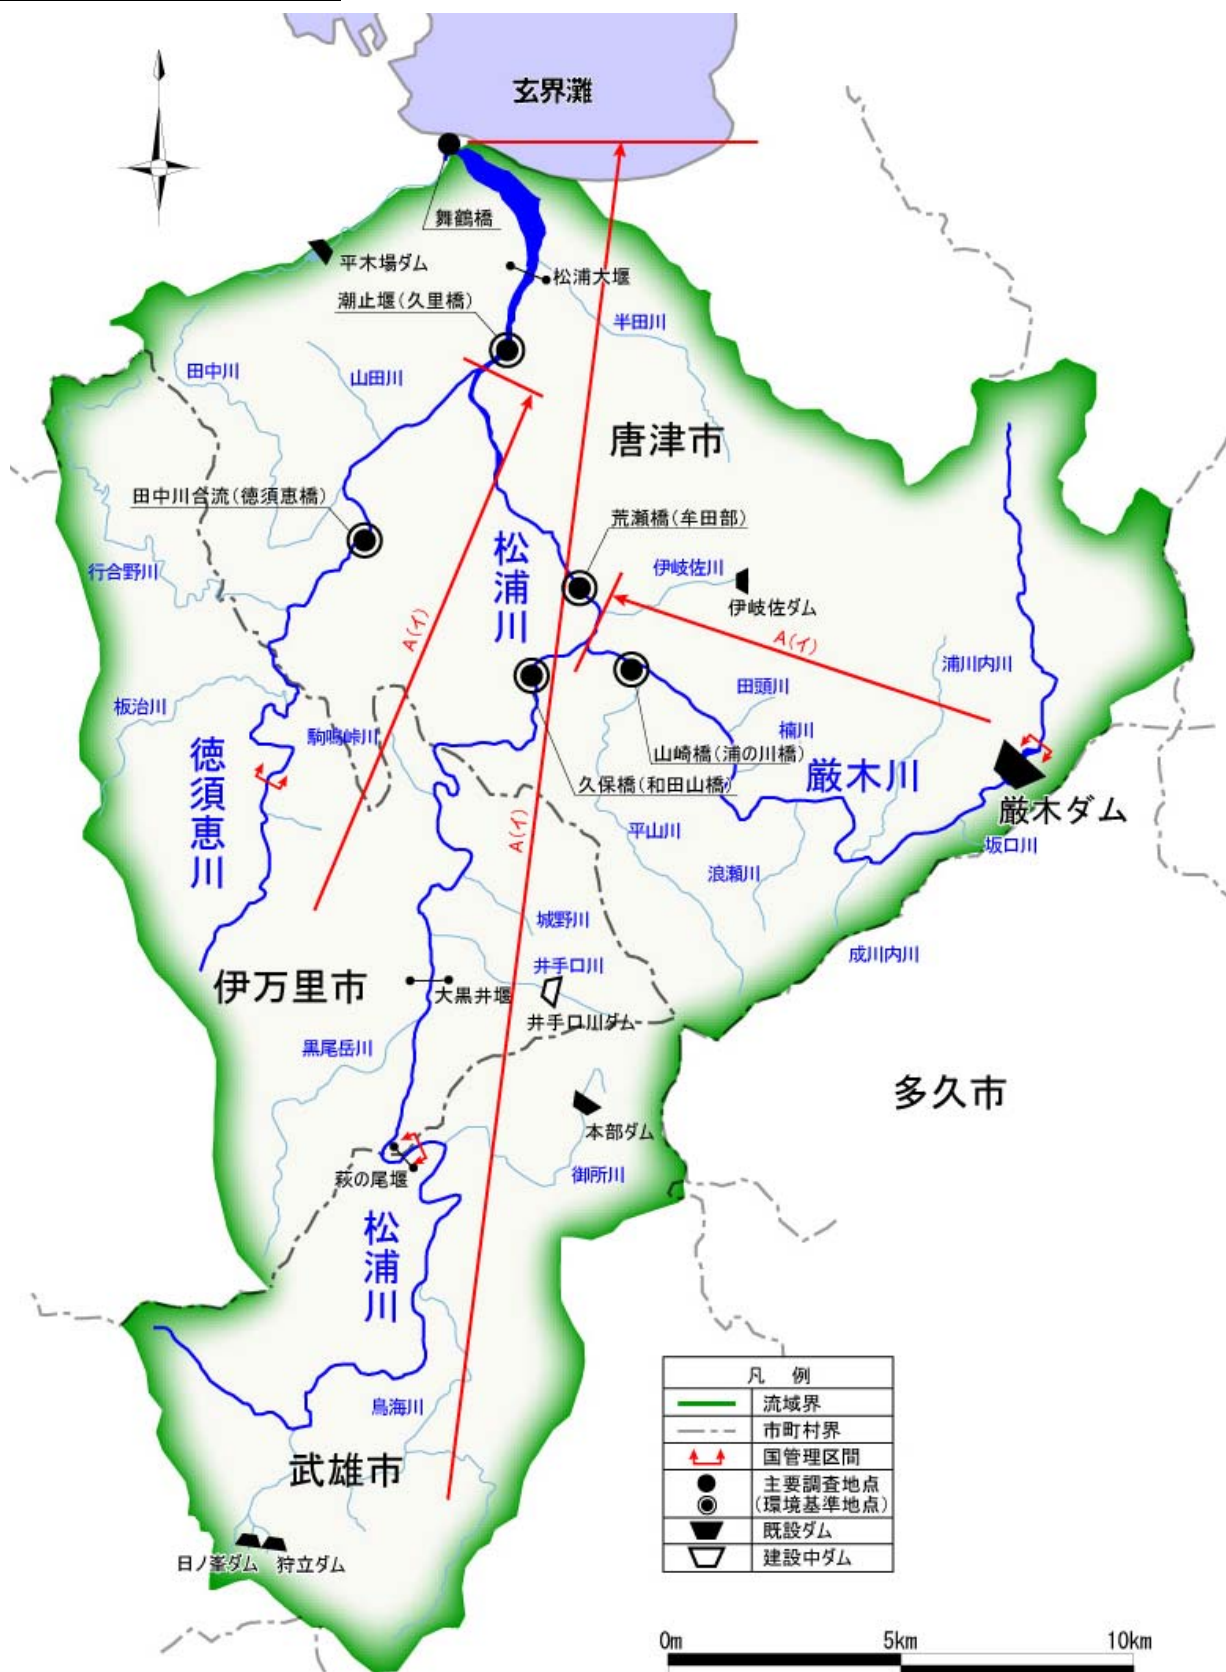 玄界灘
舞鶴橋
平木場ダム
松浦大堰
潮止堰(久里橋)
半田川
田中川
山田川
唐津市
田中川合流(徳須恵橋)
荒瀬橋(牟田部)
松浦川
行合野川
伊岐佐川
伊岐佐ダム
A(イ)
A(イ)
浦川内川
田頭川
板治川
楠川
駒鳴峠川
徳須恵川
山崎橋(浦の川橋)
厳木川
久保橋(和田山橋)
厳木ダム
A(イ)
平山川
坂口川
浪瀬川
城野川
成川内川
井手口川
伊万里市
大黒井堰
井手口川ダム
黒尾岳川
多久市
本部ダム
御所川
萩の尾堰
松浦川
鳥海川
武雄市
日ノ峯ダム
狩立ダム
凡 例
流域界
市町村界
国管理区間
主要調査地点
(環境基準地点)
既設ダム
建設中ダム
0m 5km 10km